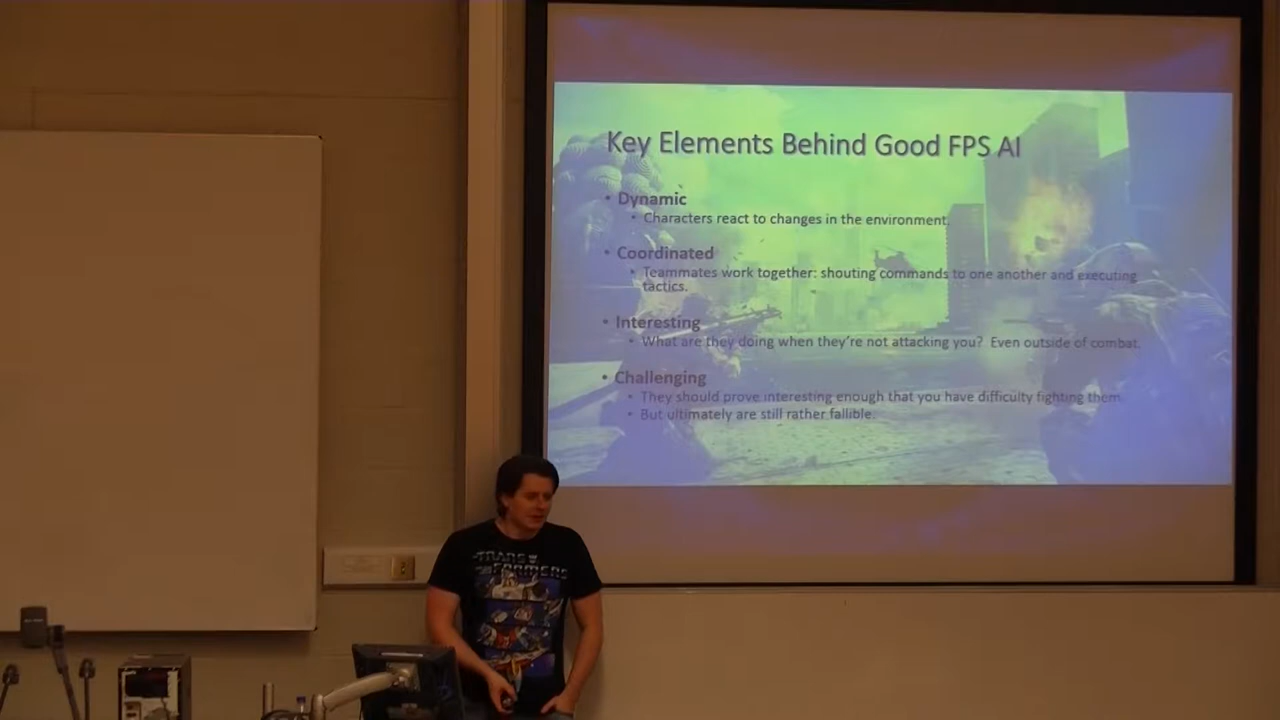 Key Elements Behind Good FPS AI
• Dynamic
• Characters react to changes in the environment.
• Coordinated
• Teammates work together: shouting commands to one another and executing
tactics.
• Interesting
• What are they doing when they're not attacking you? Even outside of combat.
• Challenging
• They should prove interesting enough that you have difficulty fighting them.
• But ultimately are still rather fallible.
TRANS
FORMERS